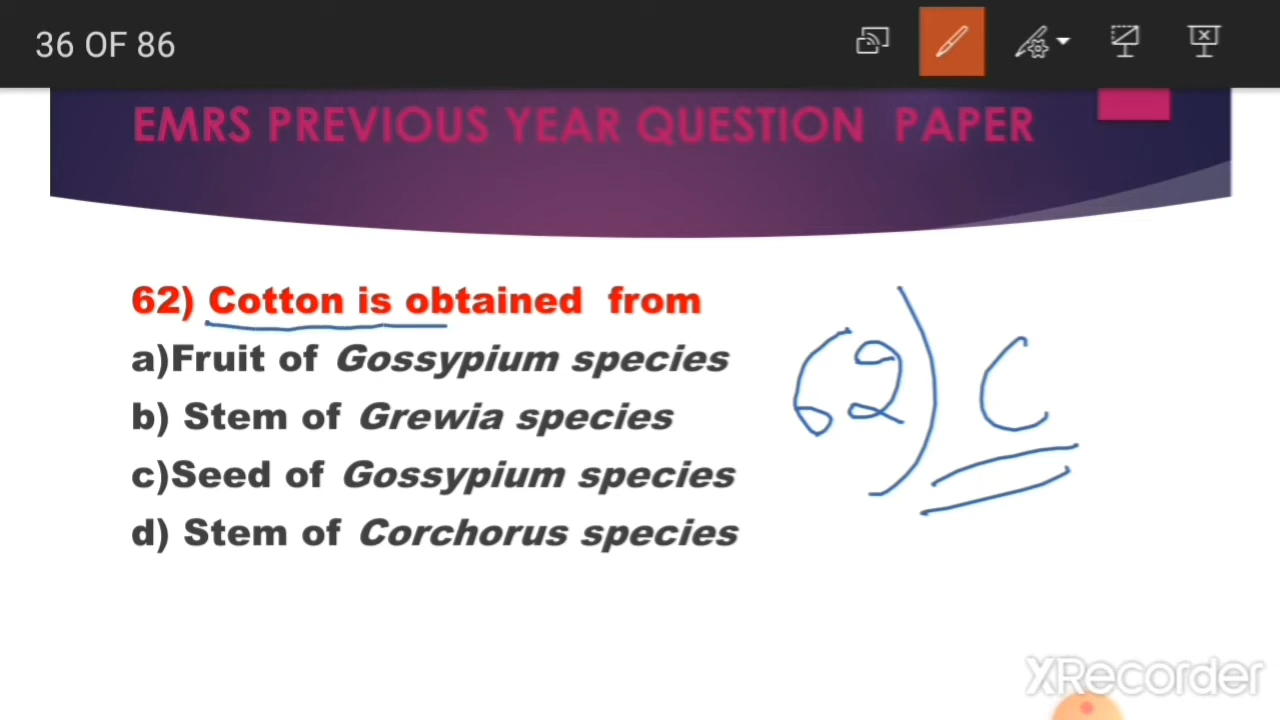 36 OF 86
EMRS PREVIOUS YEAR QUESTION PAPER
62) Cotton is obtained from
a)Fruit of Gossypium species
b) Stem of Grewia species
c)Seed of Gossypium species
d) Stem of Corchorus species
62) C
XRecorder